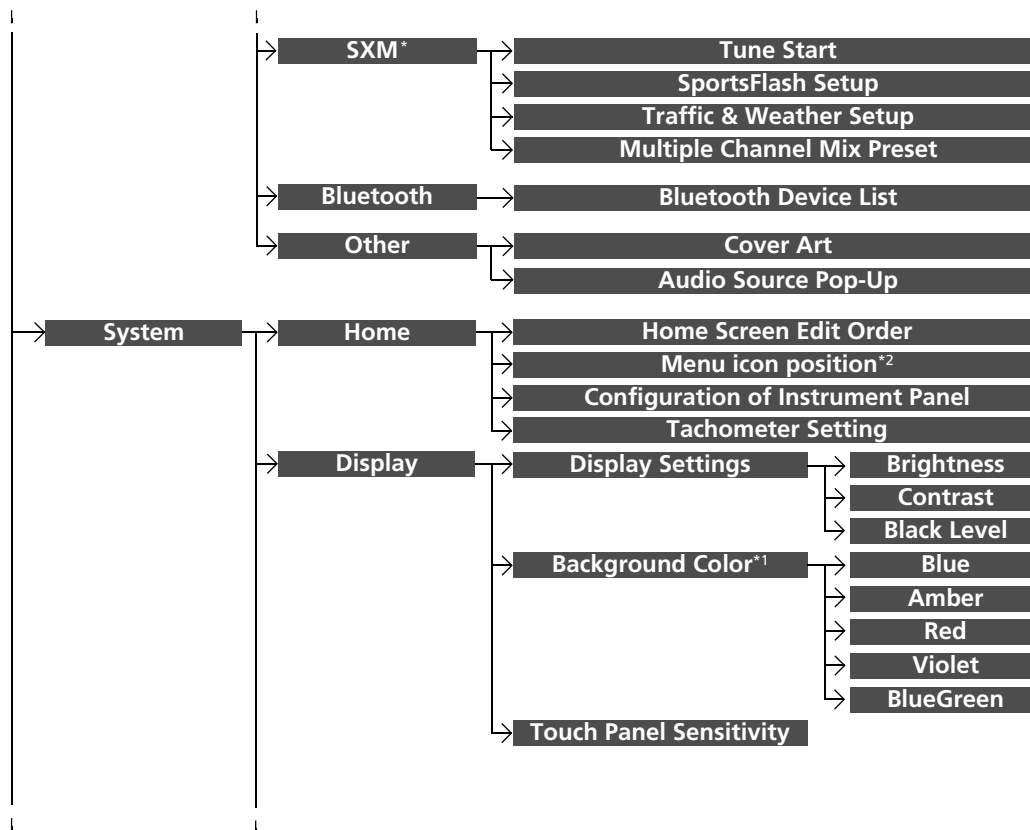 SXM*
Tune Start
SportsFlash Setup
Traffic & Weather Setup
Multiple Channel Mix Preset
Bluetooth
Bluetooth Device List
Other
Cover Art
Audio Source Pop-Up
System
Home
Home Screen Edit Order
Menu icon position*2
Configuration of Instrument Panel
Tachometer Setting
Display
Display Settings
Brightness
Contrast
Black Level
Background Color*1
Blue
Amber
Red
Violet
BlueGreen
Touch Panel Sensitivity